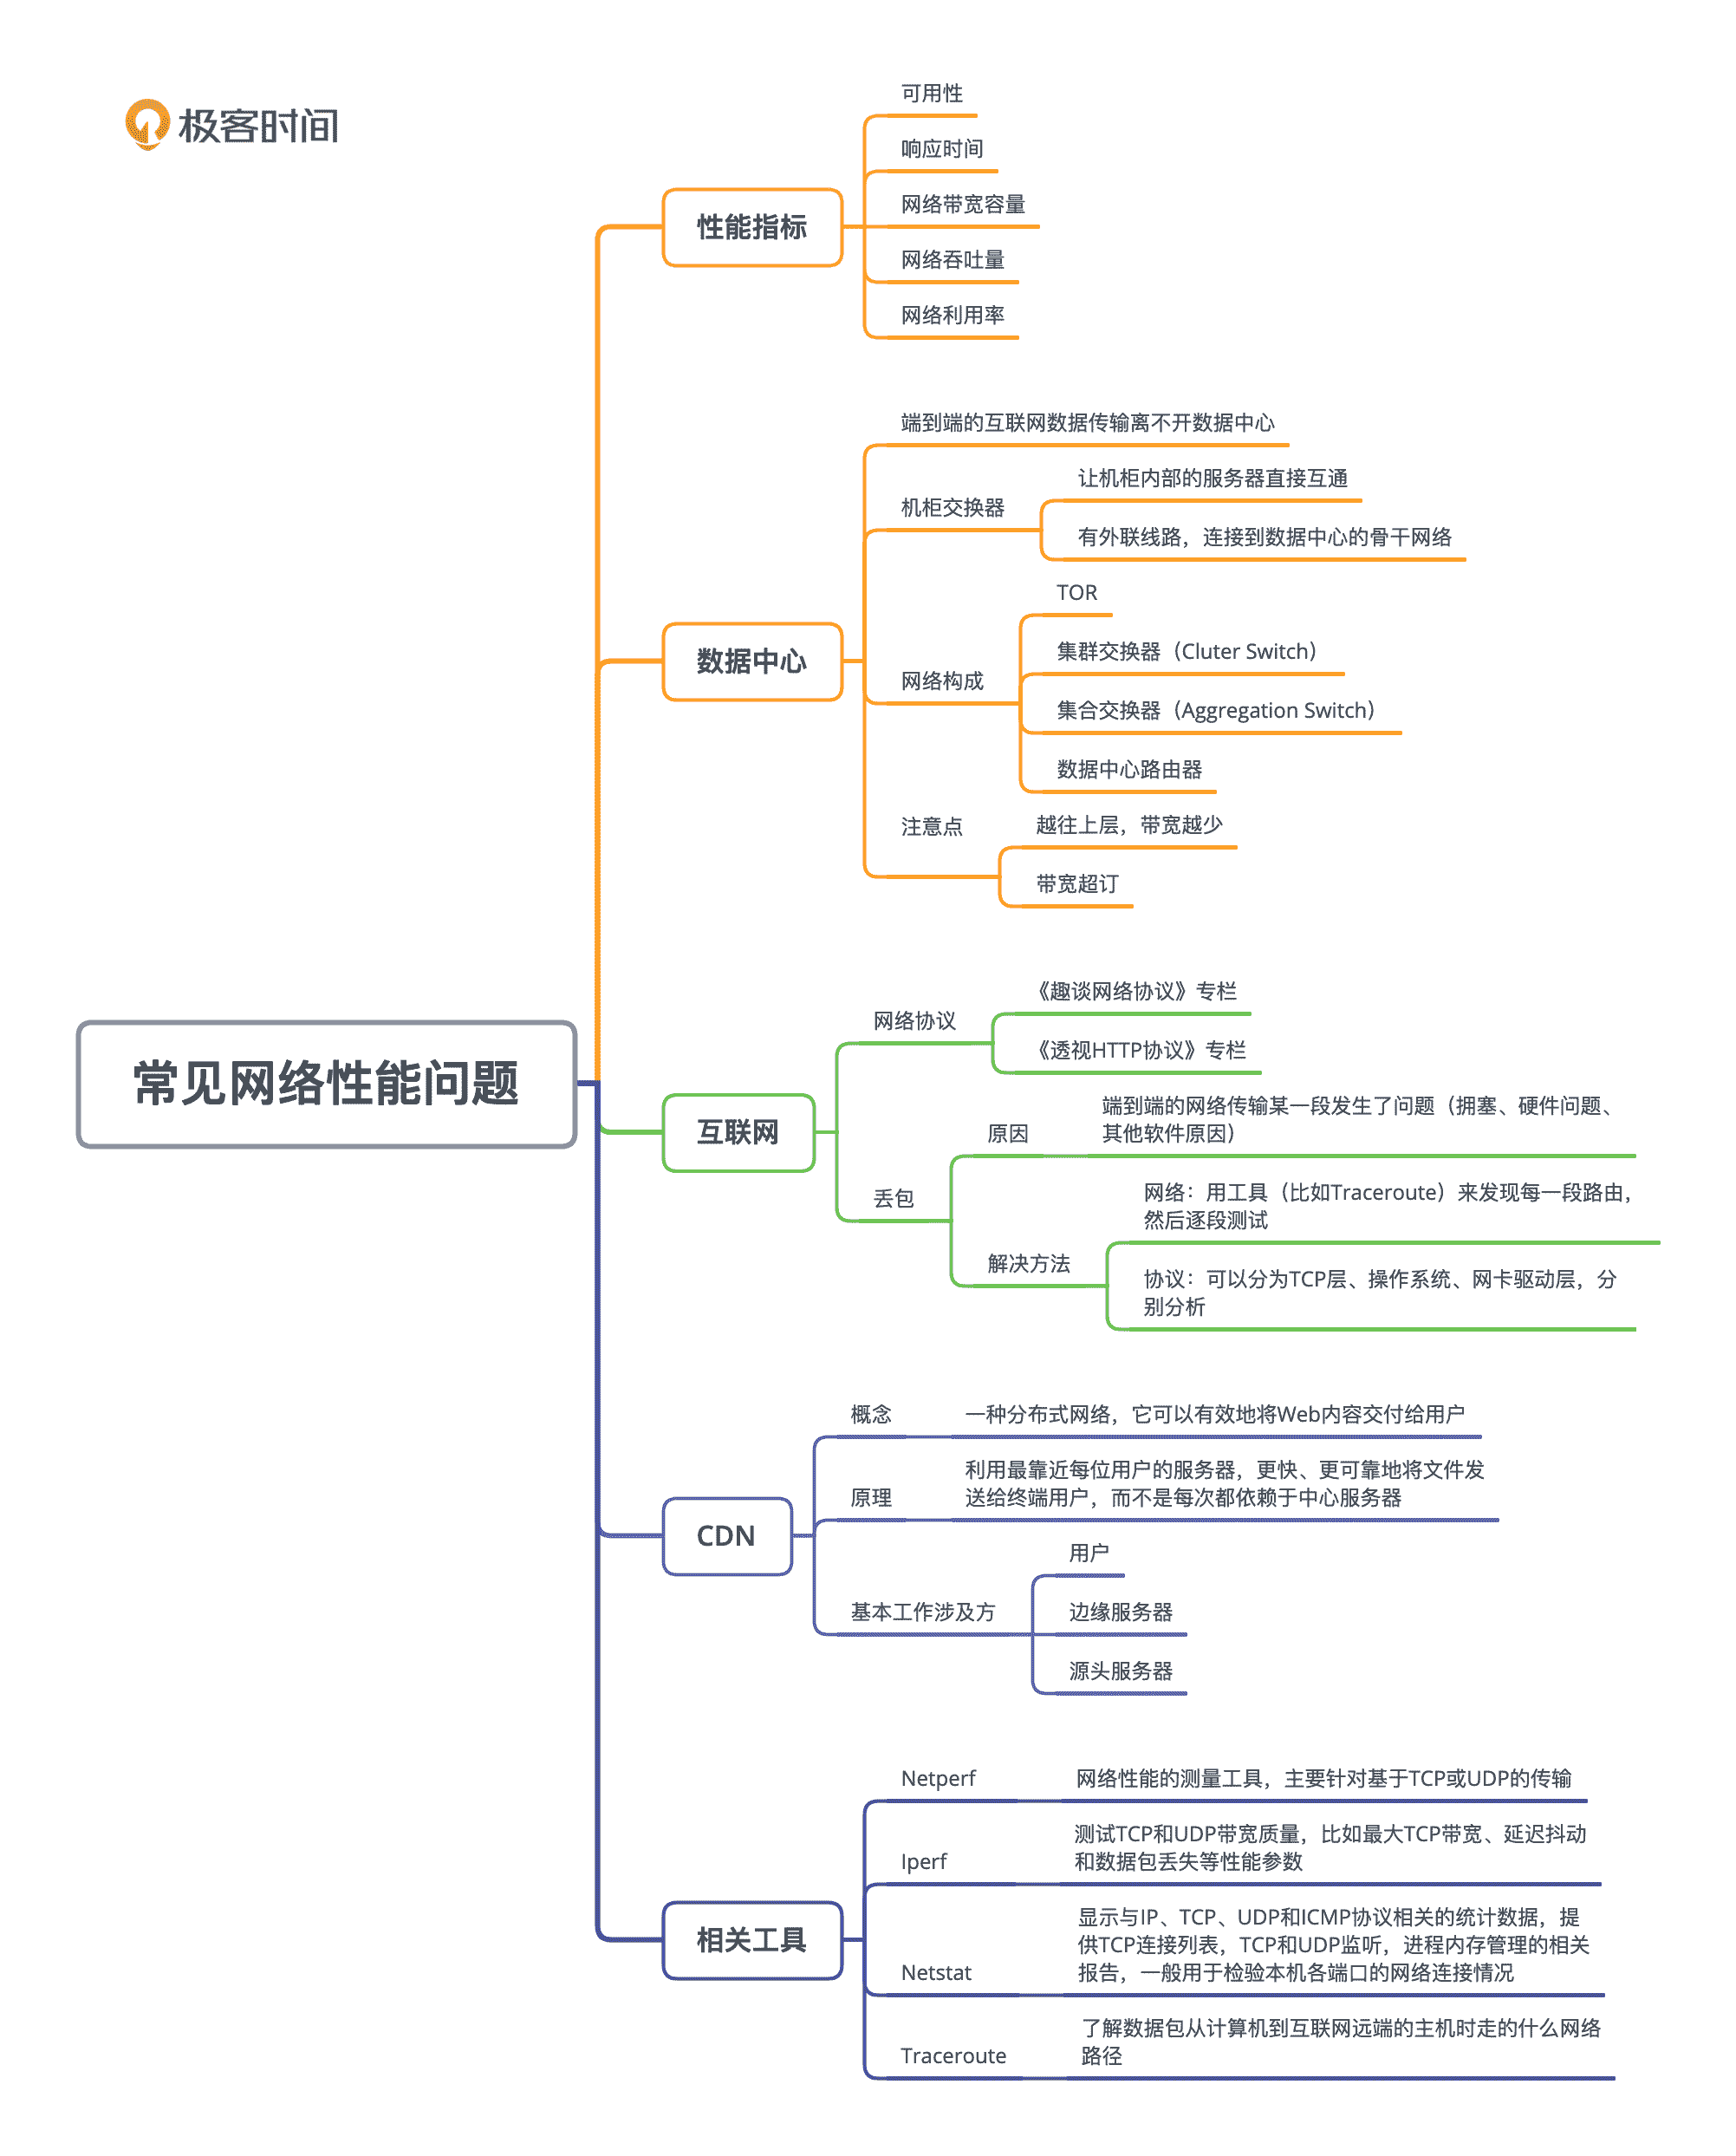 极客时间
常见网络性能问题
性能指标
可用性
响应时间
网络带宽容量
网络吞吐量
网络利用率
数据中心
端到端的互联网数据传输离不开数据中心
机柜交换器
让机柜内部的服务器直接互通
有外联线路，连接到数据中心的骨干网络
网络构成
TOR
集群交换器（Cluter Switch）
集合交换器（Aggregation Switch）
数据中心路由器
注意点
越往上层，带宽越少
带宽超订
互联网
网络协议
《趣谈网络协议》专栏
《透视HTTP协议》专栏
丢包
原因
端到端的网络传输某一段发生了问题（拥塞、硬件问题、
其他软件原因）
解决方法
网络：用工具（比如Traceroute）来发现每一段路由，
然后逐段测试
协议：可以分为TCP层、操作系统、网卡驱动层，分
别分析
CDN
概念
一种分布式网络，它可以有效地将Web内容交付给用户
原理
利用最靠近每位用户的服务器，更快、更可靠地将文件发
送给终端用户，而不是每次都依赖于中心服务器
基本工作涉及方
用户
边缘服务器
源头服务器
相关工具
Netperf
网络性能的测量工具，主要针对基于TCP或UDP的传输
Iperf
测试TCP和UDP带宽质量，比如最大TCP带宽、延迟抖动
和数据包丢失等性能参数
Netstat
显示与IP、TCP、UDP和ICMP协议相关的统计数据，提
供TCP连接列表，TCP和UDP监听，进程内存管理的相关
报告，一般用于检验本机各端口的网络连接情况
Traceroute
了解数据包从计算机到互联网远端的主机时走的什么网络
路径